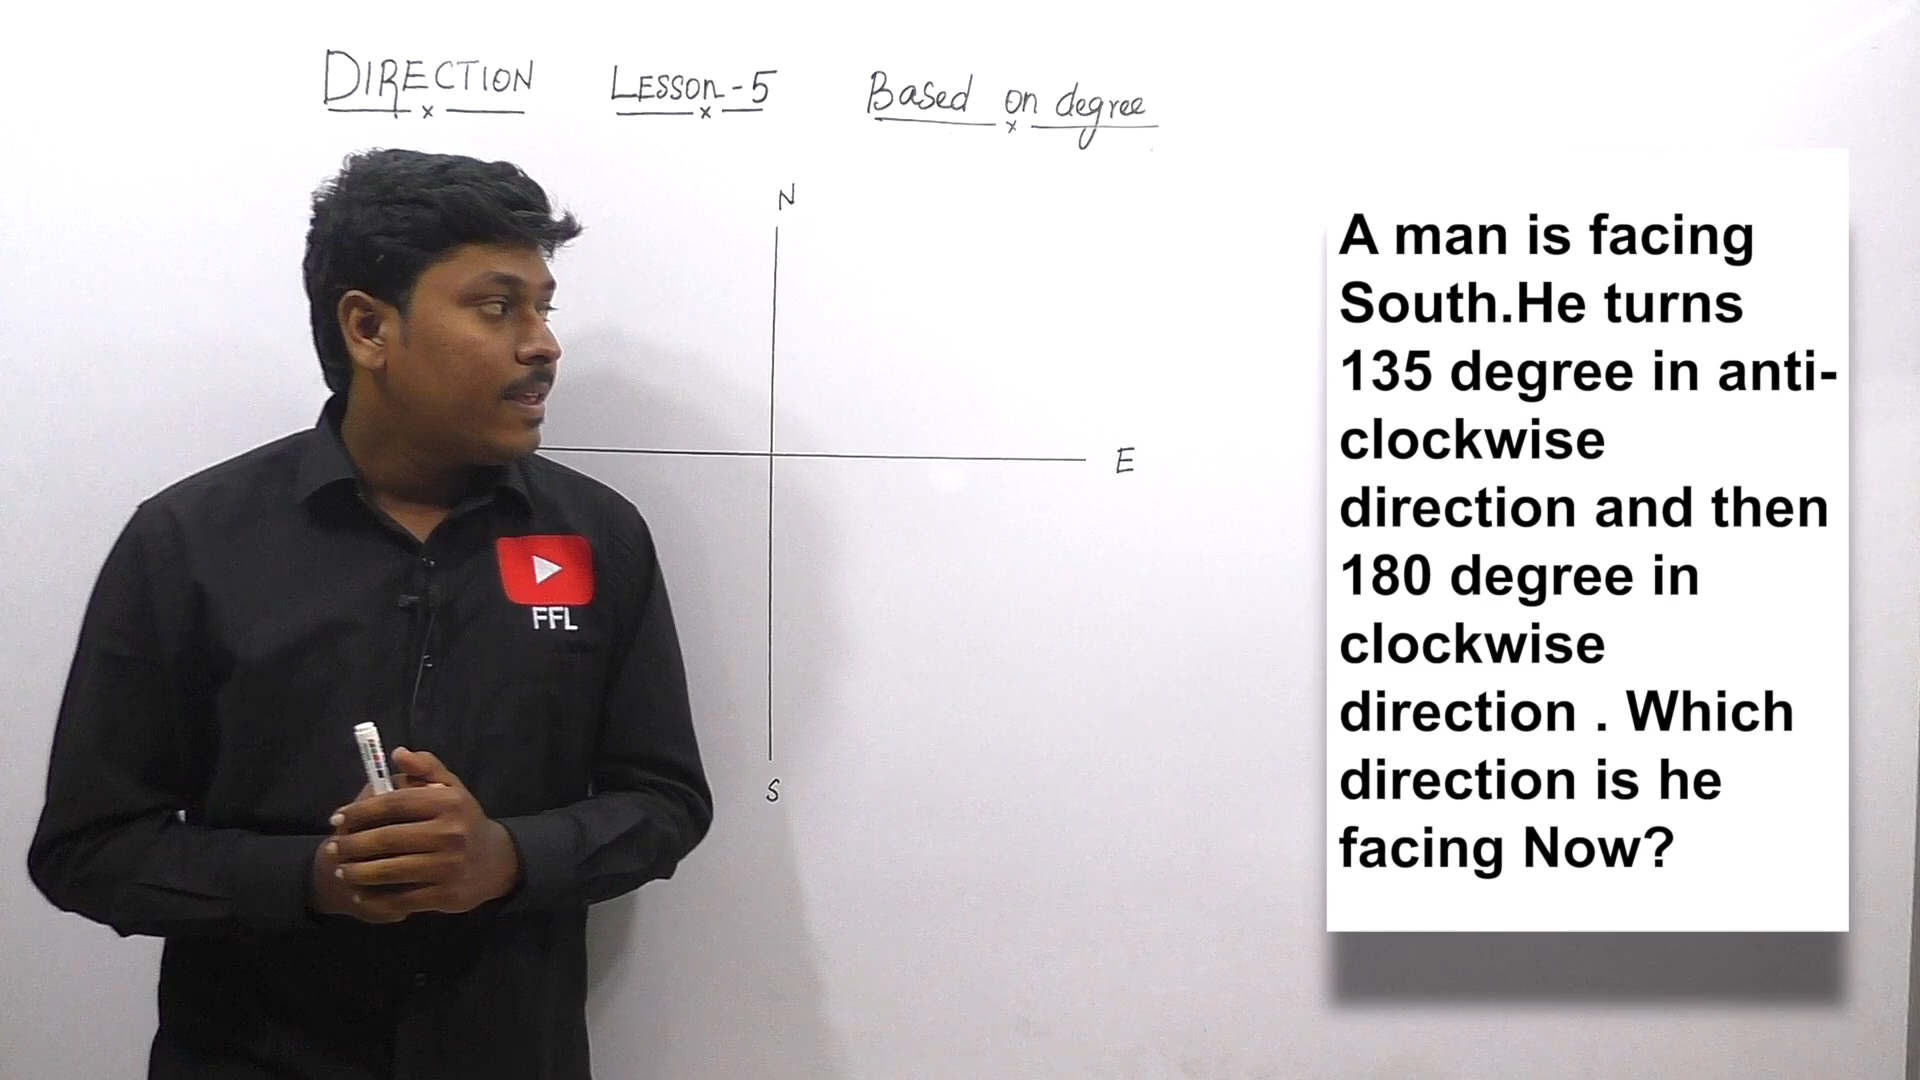 DIRECTION LESSON-5 Based on degree
N
E
S
FFL
A man is facing
South.He turns
135 degree in anti-
clockwise
direction and then
180 degree in
clockwise
direction . Which
direction is he
facing Now?